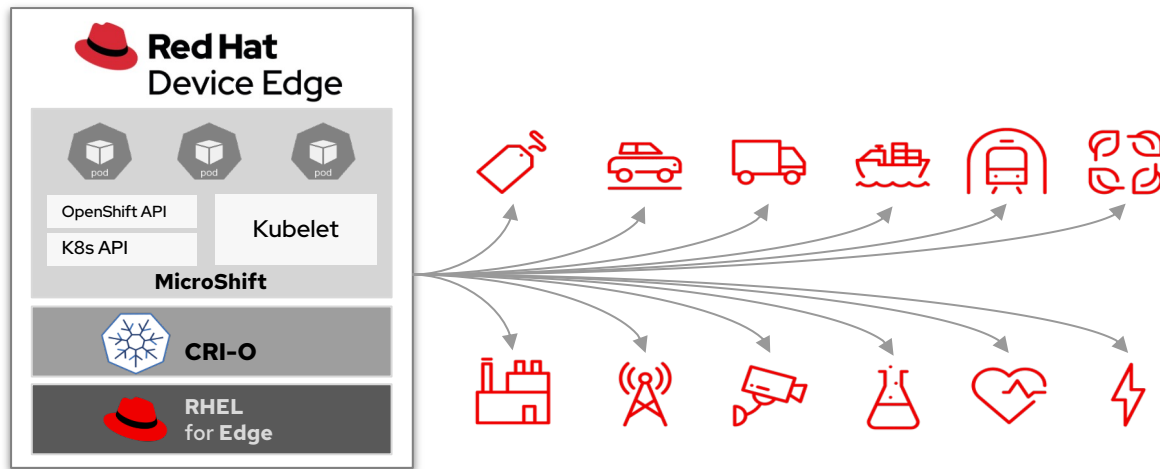 Red Hat
Device Edge
pod
pod
pod
OpenShift API
K8s API
Kubelet
MicroShift
CRI-O
RHEL
for Edge